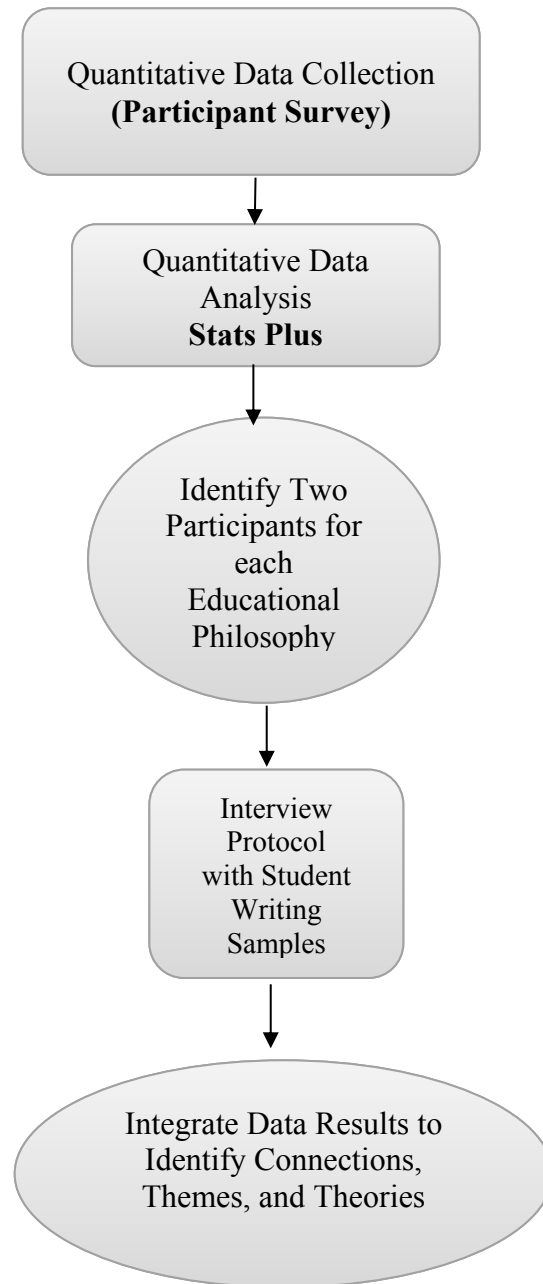 Quantitative Data Collection
(Participant Survey)
Quantitative Data
Analysis
Stats Plus
Identify Two
Participants for
each
Educational
Philosophy
Interview
Protocol
with Student
Writing
Samples
Integrate Data Results to
Identify Connections,
Themes, and Theories